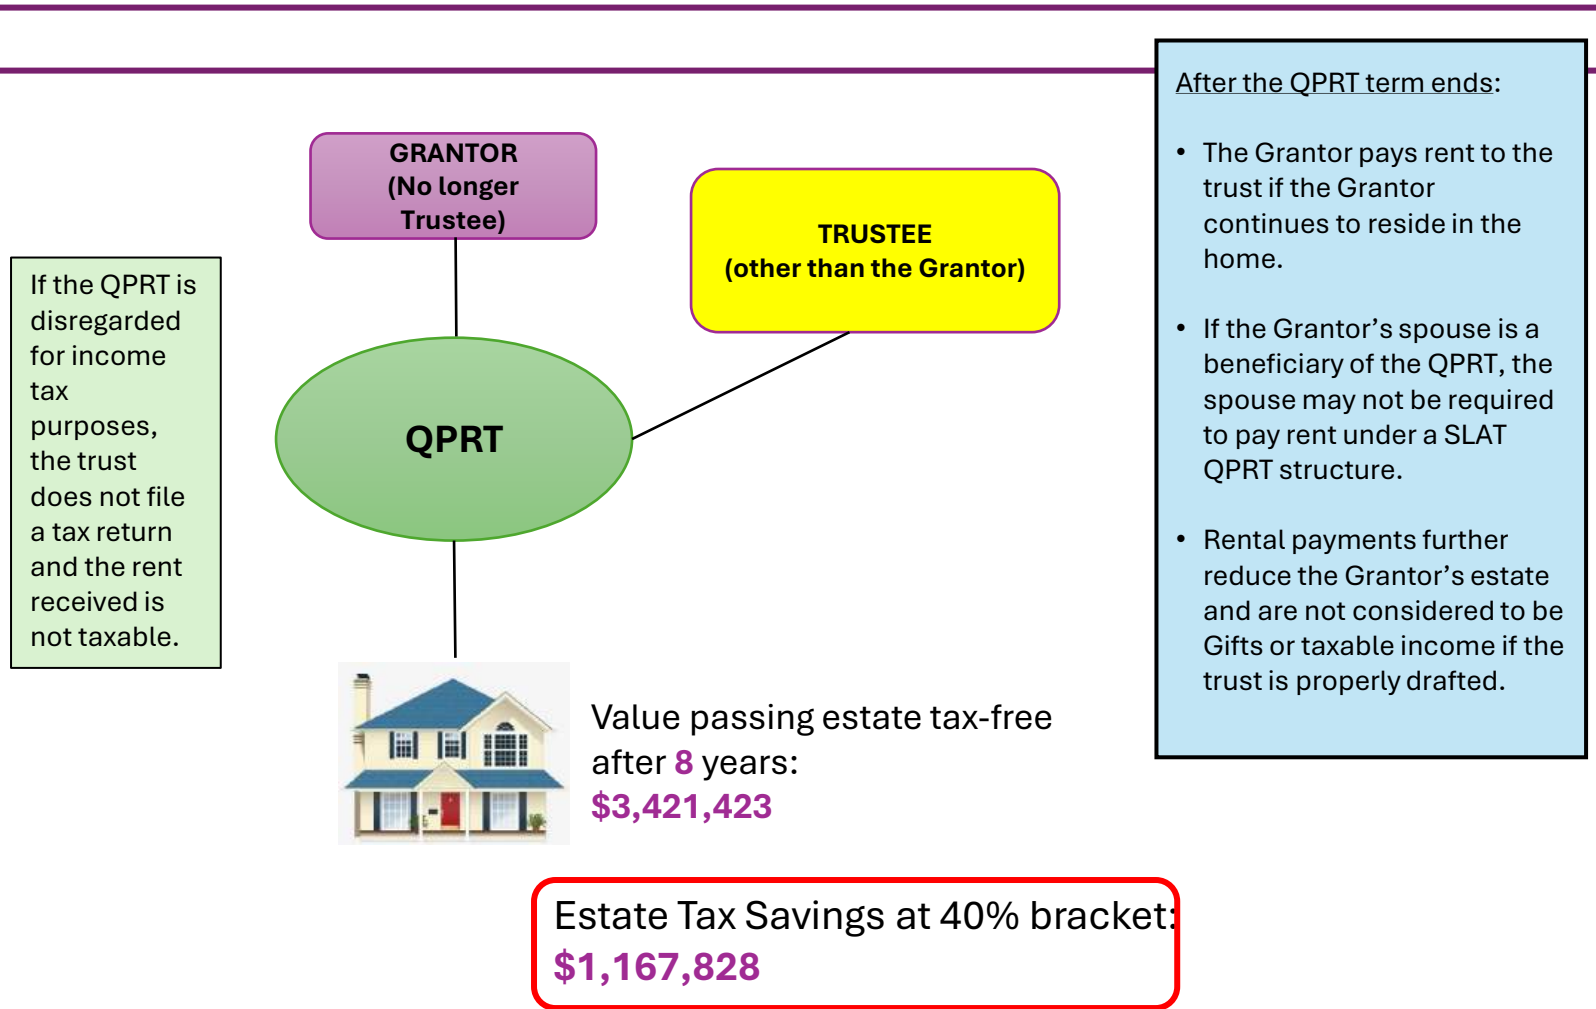 GRANTOR
(No longer
Trustee)
TRUSTEE
(other than the Grantor)
If the QPRT is
disregarded
for income
tax
purposes,
the trust
does not file
a tax return
and the rent
received is
not taxable.
QPRT
After the QPRT term ends:
• The Grantor pays rent to the
trust if the Grantor
continues to reside in the
home.
• If the Grantor’s spouse is a
beneficiary of the QPRT, the
spouse may not be required
to pay rent under a SLAT
QPRT structure.
• Rental payments further
reduce the Grantor’s estate
and are not considered to be
Gifts or taxable income if the
trust is properly drafted.
Value passing estate tax-free
after 8 years:
$3,421,423
Estate Tax Savings at 40% bracket:
$1,167,828